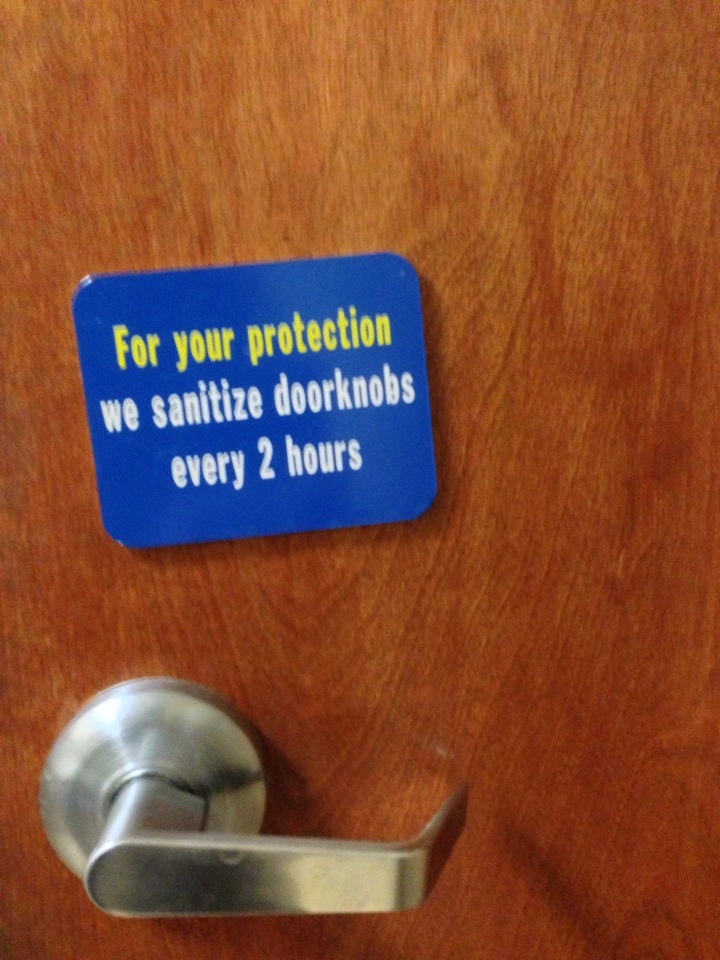 For your protection
we sanitize doorknobs
every 2 hours